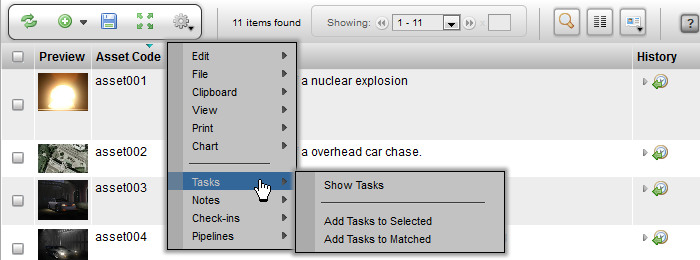 11 items found
Showing:
1 - 11
x
?
Preview
Asset Code
History
asset001
a nuclear explosion
asset002
a overhead car chase.
asset003
asset004
Edit
File
Clipboard
View
Print
Chart
Tasks
Notes
Check-ins
Pipelines
Show Tasks
Add Tasks to Selected
Add Tasks to Matched